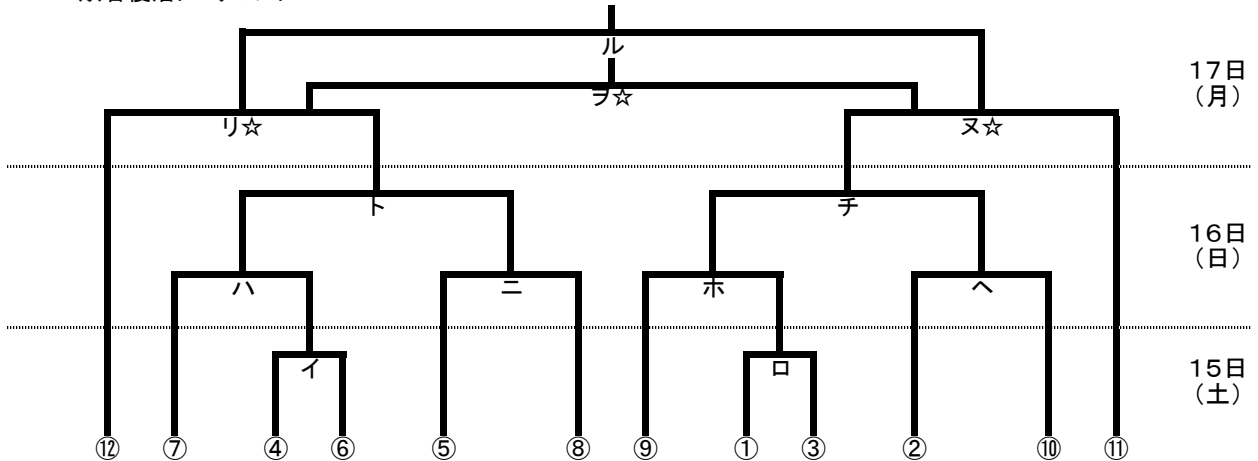 ル
17日
(月)
ヲ☆
リ☆
ヌ☆
ト
チ
16日
(日)
ハ
ニ
ホ
ヘ
イ
ロ
15日
(土)
⑫
⑦
④
⑥
⑤
⑧
⑨
①
③
②
⑩
⑪